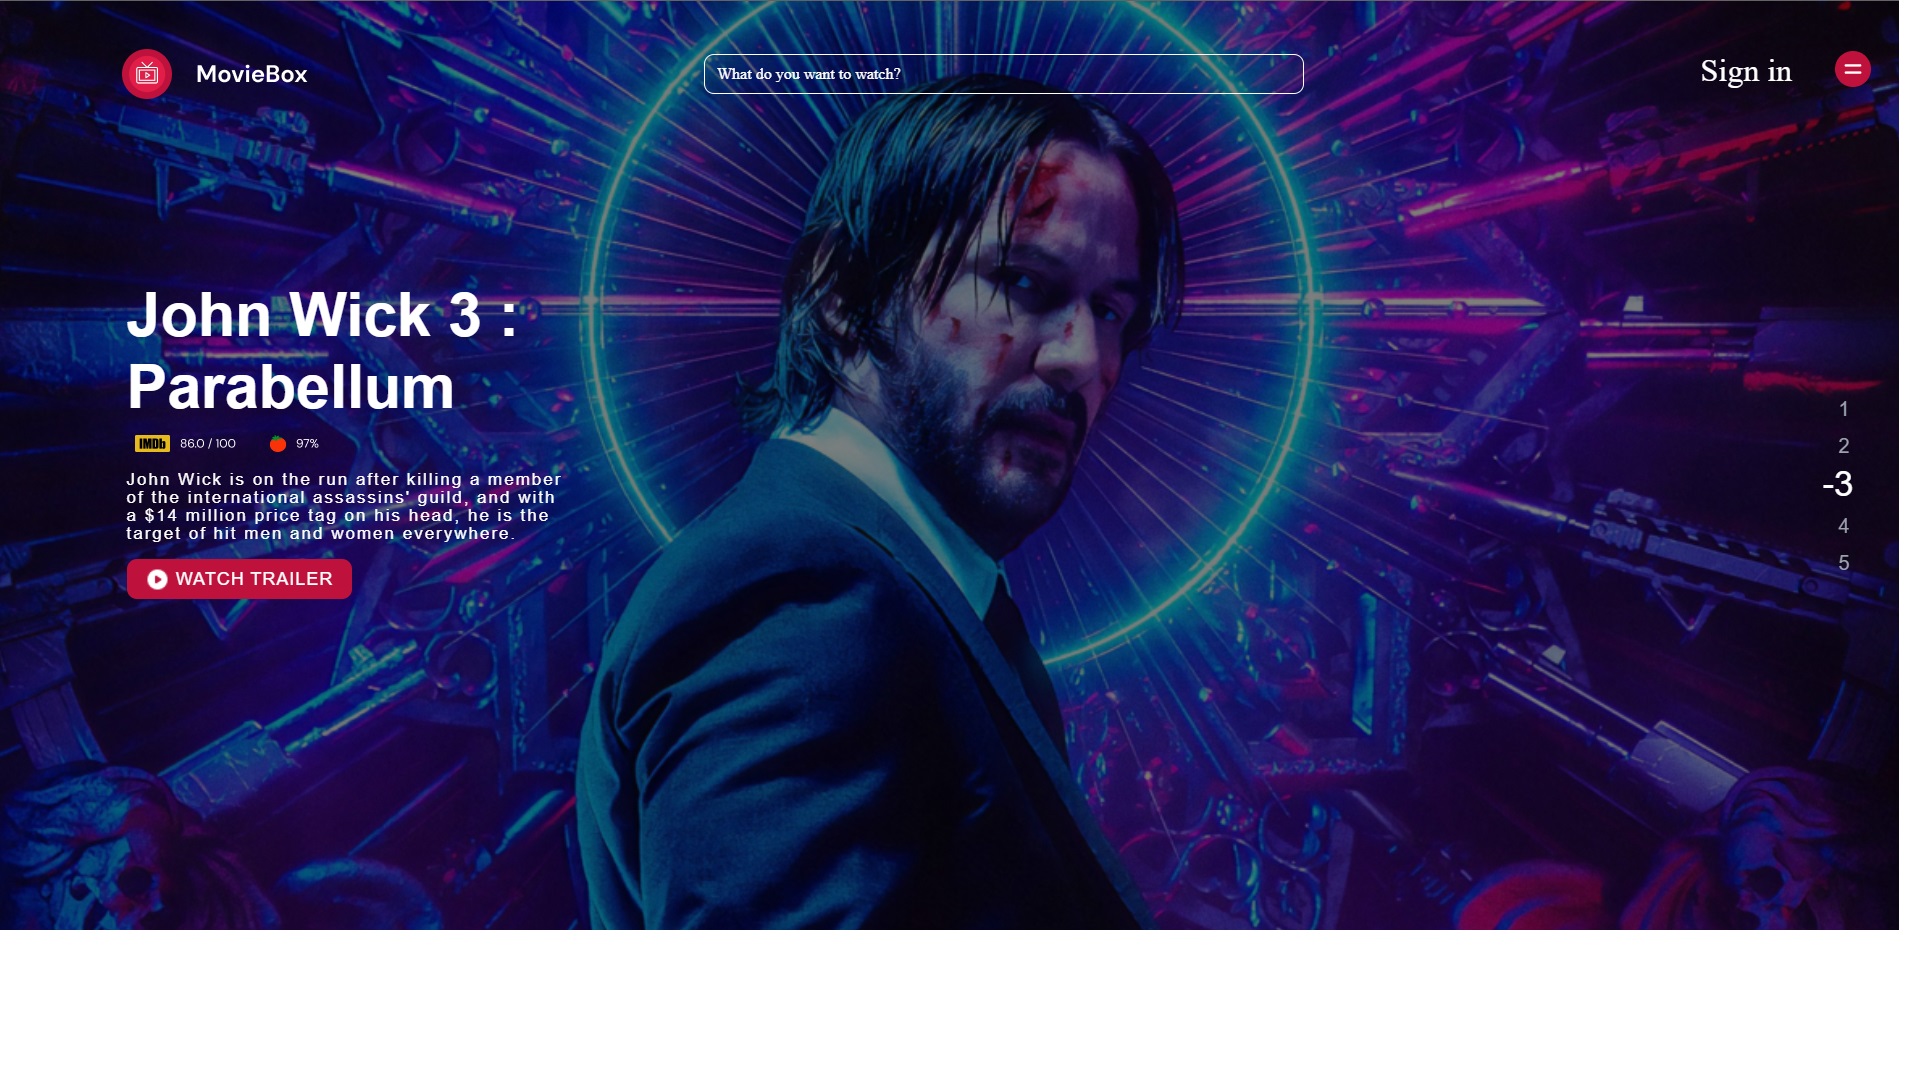 MovieBox
What do you want to watch?
Sign in
John Wick 3 :
Parabellum
IMDb 86.0 / 100 97%
John Wick is on the run after killing a member
of the international assassins' guild, and with
a $14 million price tag on his head, he is the
target of hit men and women everywhere.
WATCH TRAILER
1
2
-3
4
5